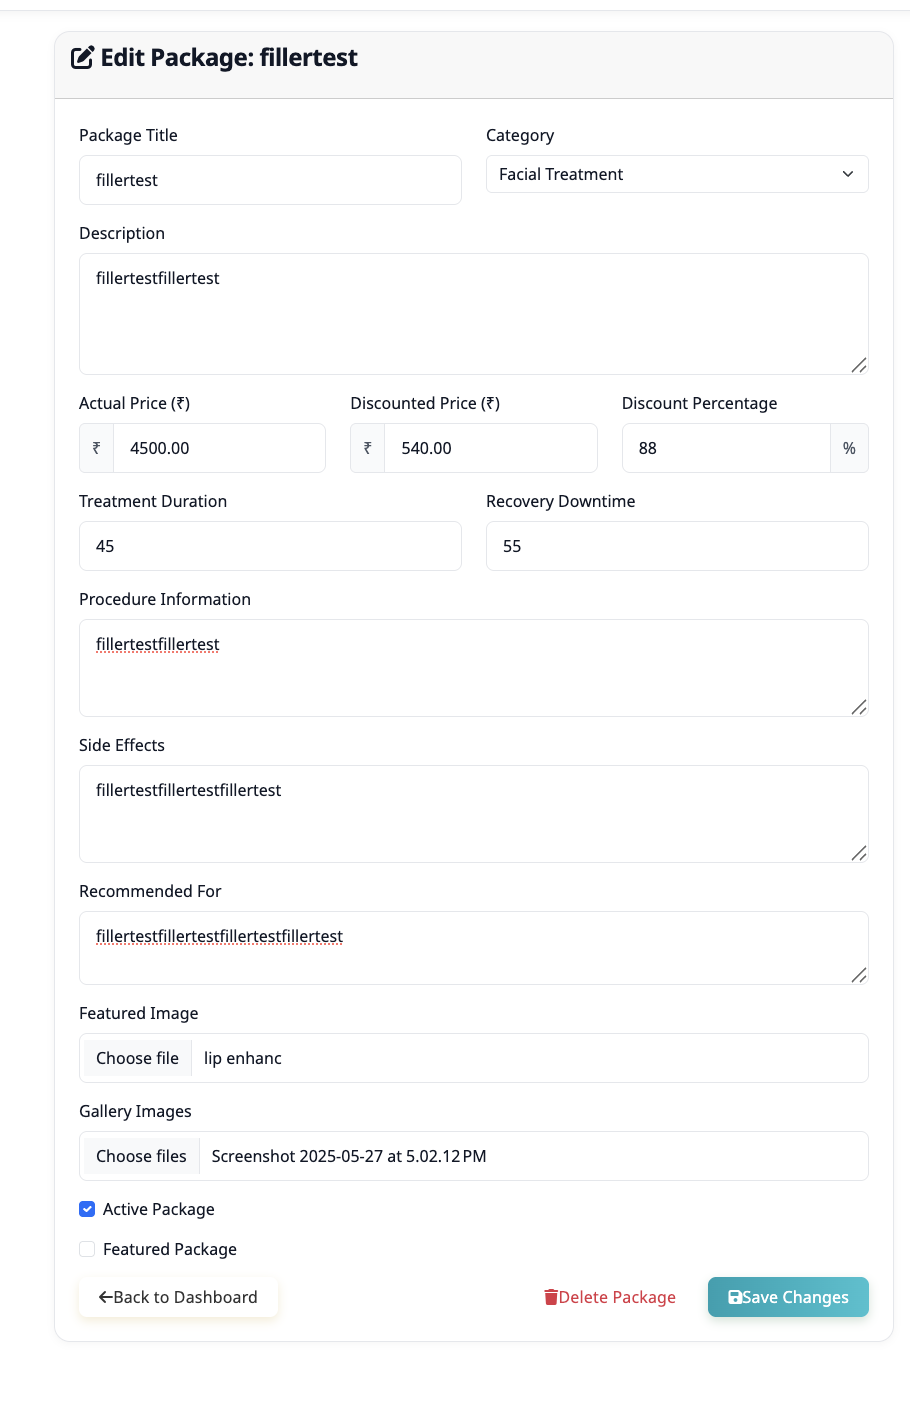 Edit Package: fillertest
Package Title
Category
fillertest
Facial Treatment
Description
fillertestfillertest
Actual Price (₹)
Discounted Price (₹)
Discount Percentage
₹ 4500.00
₹ 540.00
88 %
Treatment Duration
Recovery Downtime
45
55
Procedure Information
fillertestfillertest
Side Effects
fillertestfillertestfillertest
Recommended For
fillertestfillertestfillertestfillertest
Featured Image
Choose file lip enhanc
Gallery Images
Choose files Screenshot 2025-05-27 at 5.02.12 PM
Active Package
Featured Package
Back to Dashboard
Delete Package
Save Changes